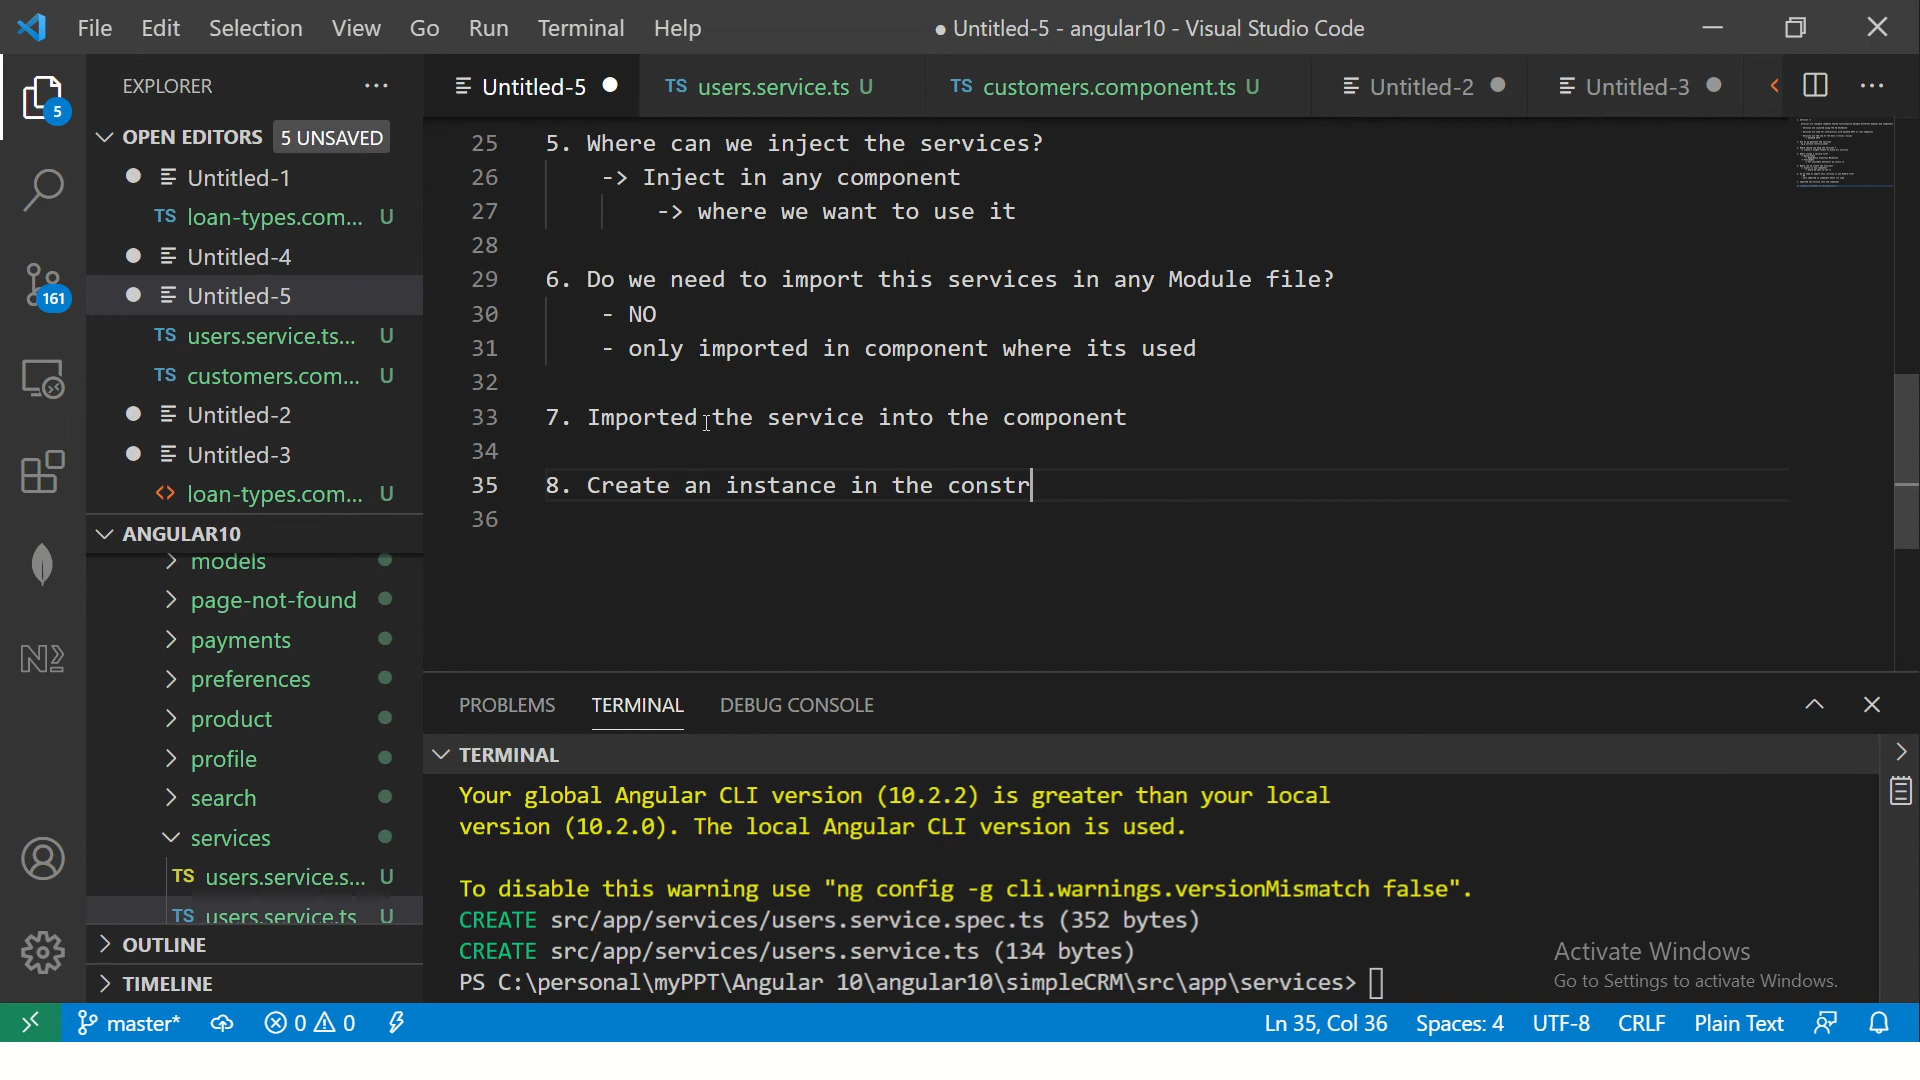 File Edit Selection View Go Run Terminal Help
● Untitled-5 - angular10 - Visual Studio Code
EXPLORER
Untitled-5
TS users.service.ts U
TS customers.component.ts U
Untitled-2
Untitled-3
5
OPEN EDITORS 5 UNSAVED
Untitled-1
TS loan-types.com... U
Untitled-4
Untitled-5
TS users.service.ts... U
TS customers.com... U
Untitled-2
Untitled-3
<> loan-types.com... U
161
ANGULAR10
models
page-not-found
payments
preferences
product
profile
search
services
TS users.service.s... U
TS users.service.ts U
OUTLINE
TIMELINE
25 5. Where can we inject the services?
26 -> Inject in any component
27 -> where we want to use it
28
29 6. Do we need to import this services in any Module file?
30 - NO
31 - only imported in component where its used
32
33 7. Imported the service into the component
34
35 8. Create an instance in the constr
36
PROBLEMS TERMINAL DEBUG CONSOLE
TERMINAL
Your global Angular CLI version (10.2.2) is greater than your local
version (10.2.0). The local Angular CLI version is used.
To disable this warning use "ng config -g cli.warnings.versionMismatch false".
CREATE src/app/services/users.service.spec.ts (352 bytes)
CREATE src/app/services/users.service.ts (134 bytes)
PS C:\personal\myPPT\Angular 10\angular10\simpleCRM\src\app\services>
Activate Windows
Go to Settings to activate Windows.
master* 0 0
Ln 35, Col 36 Spaces: 4 UTF-8 CRLF Plain Text